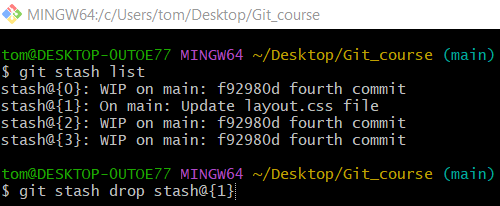 MINGW64:/c/Users/tom/Desktop/Git_course
tom@DESKTOP-OUTOE77 MINGW64 ~/Desktop/Git_course (main)
$ git stash list
stash@{0}: WIP on main: f92980d fourth commit
stash@{1}: On main: Update layout.css file
stash@{2}: WIP on main: f92980d fourth commit
stash@{3}: WIP on main: f92980d fourth commit
tom@DESKTOP-OUTOE77 MINGW64 ~/Desktop/Git_course (main)
$ git stash drop stash@{1}